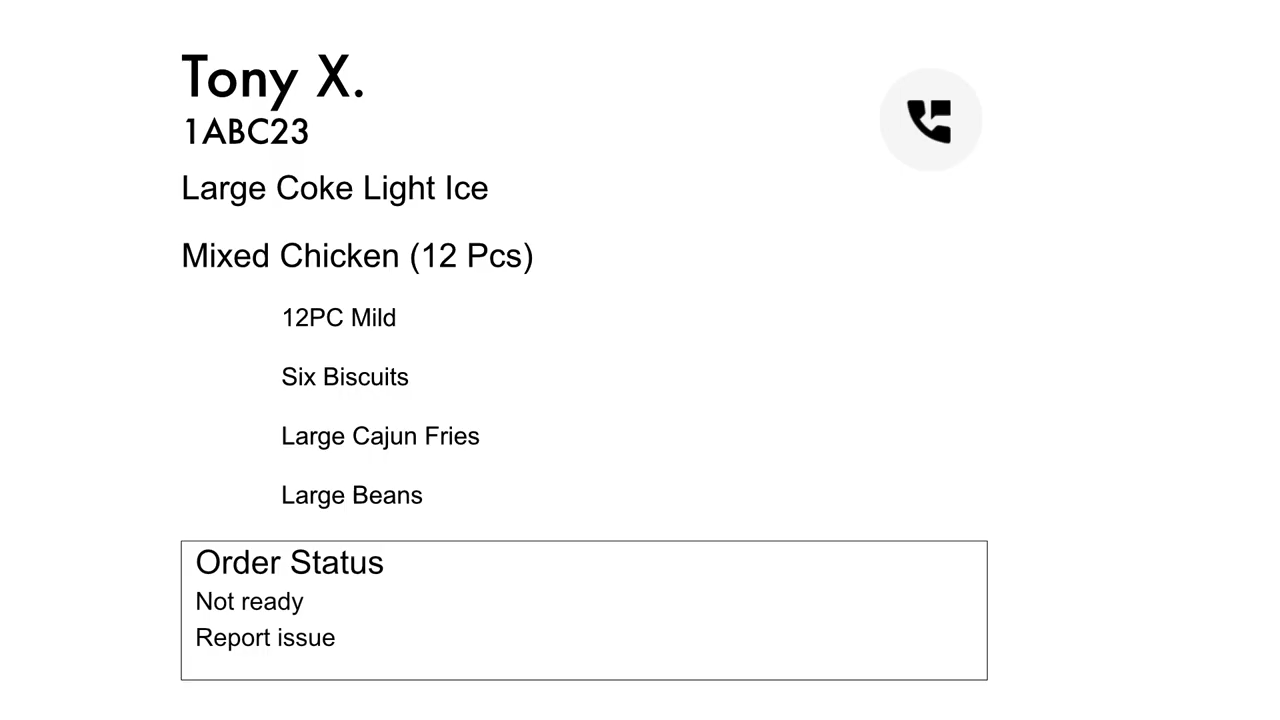 Tony X.
1ABC23
Large Coke Light Ice
Mixed Chicken (12 Pcs)
12PC Mild
Six Biscuits
Large Cajun Fries
Large Beans
Order Status
Not ready
Report issue